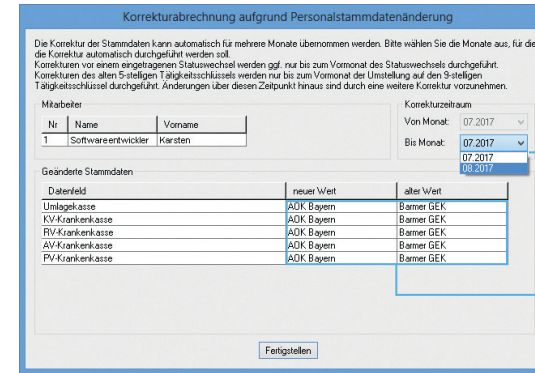 Korrekturabrechnung aufgrund Personalstammdatenänderung
Die Korrektur der Stammdaten kann automatisch für mehrere Monate übernommen werden. Bitte wählen Sie die Monate aus, für die
die Korrektur automatisch durchgeführt werden soll.
Korrekturen vor einem eingetragenen Statuswechsel werden ggf. nur bis zum Vormonat des Statuswechsels durchgeführt.
Korrekturen des alten 5-stelligen Tätigkeitsschlüssels werden nur bis zum Vormonat der Umstellung auf den 9-stelligen
Tätigkeitsschlüssel durchgeführt. Änderungen über diesen Zeitpunkt hinaus sind durch eine weitere Korrektur vorzunehmen.
Mitarbeiter
Nr Name Vorname
1 Softwareentwickler Karsten
Korrekturzeitraum
Von Monat: 07.2017
Bis Monat: 07.2017
07.2017
08.2017
Geänderte Stammdaten
Datenfeld neuer Wert alter Wert
Umlagekasse AOK Bayern Barmer GEK
KV-Krankenkasse AOK Bayern Barmer GEK
RV-Krankenkasse AOK Bayern Barmer GEK
AV-Krankenkasse AOK Bayern Barmer GEK
PV-Krankenkasse AOK Bayern Barmer GEK
Fertigstellen